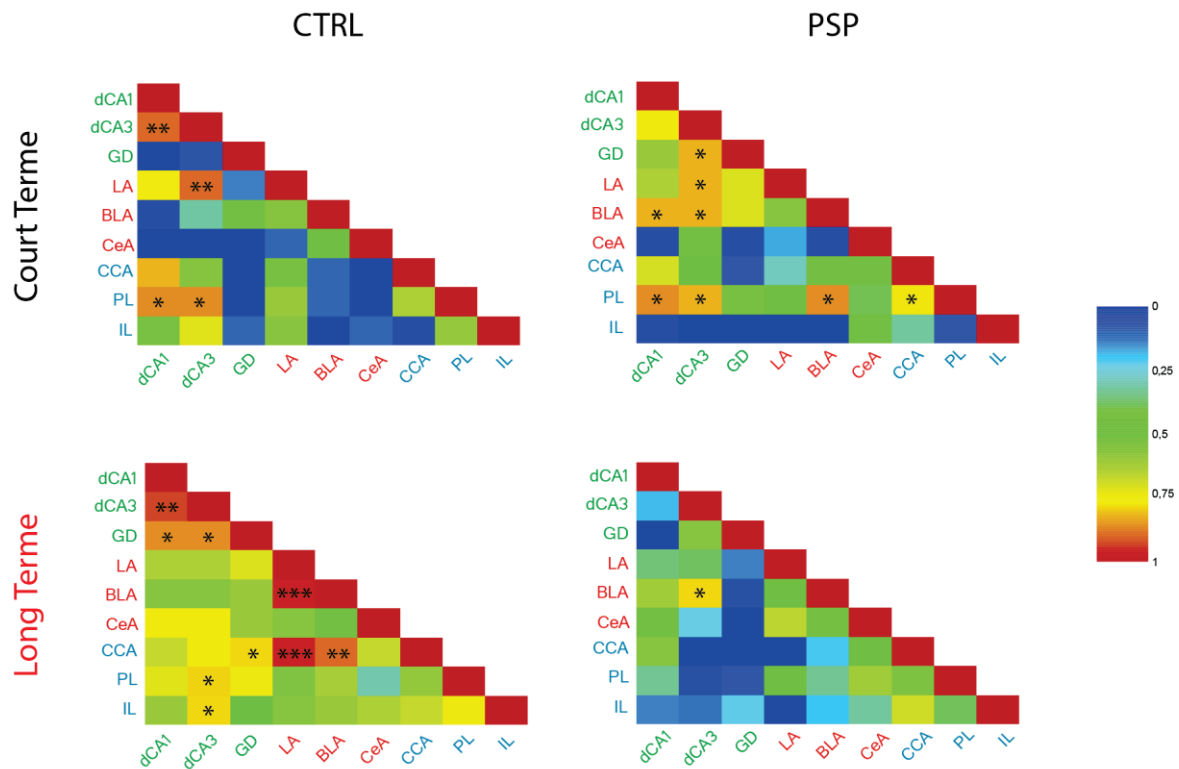 CTRL
PSP
Court Terme
dCA1
dCA3 **
GD
LA **
BLA
CeA
CCA
PL * *
IL
dCA1 dCA3 GD LA BLA CeA CCA PL IL
dCA1
dCA3
GD *
LA *
BLA * *
CeA
CCA
PL * * * *
IL
dCA1 dCA3 GD LA BLA CeA CCA PL IL
0
0,25
0,5
0,75
1
Long Terme
dCA1
dCA3 **
GD * *
LA
BLA ***
CeA
CCA * *** **
PL *
IL *
dCA1 dCA3 GD LA BLA CeA CCA PL IL
dCA1
dCA3
GD
LA
BLA *
CeA
CCA
PL
IL
dCA1 dCA3 GD LA BLA CeA CCA PL IL